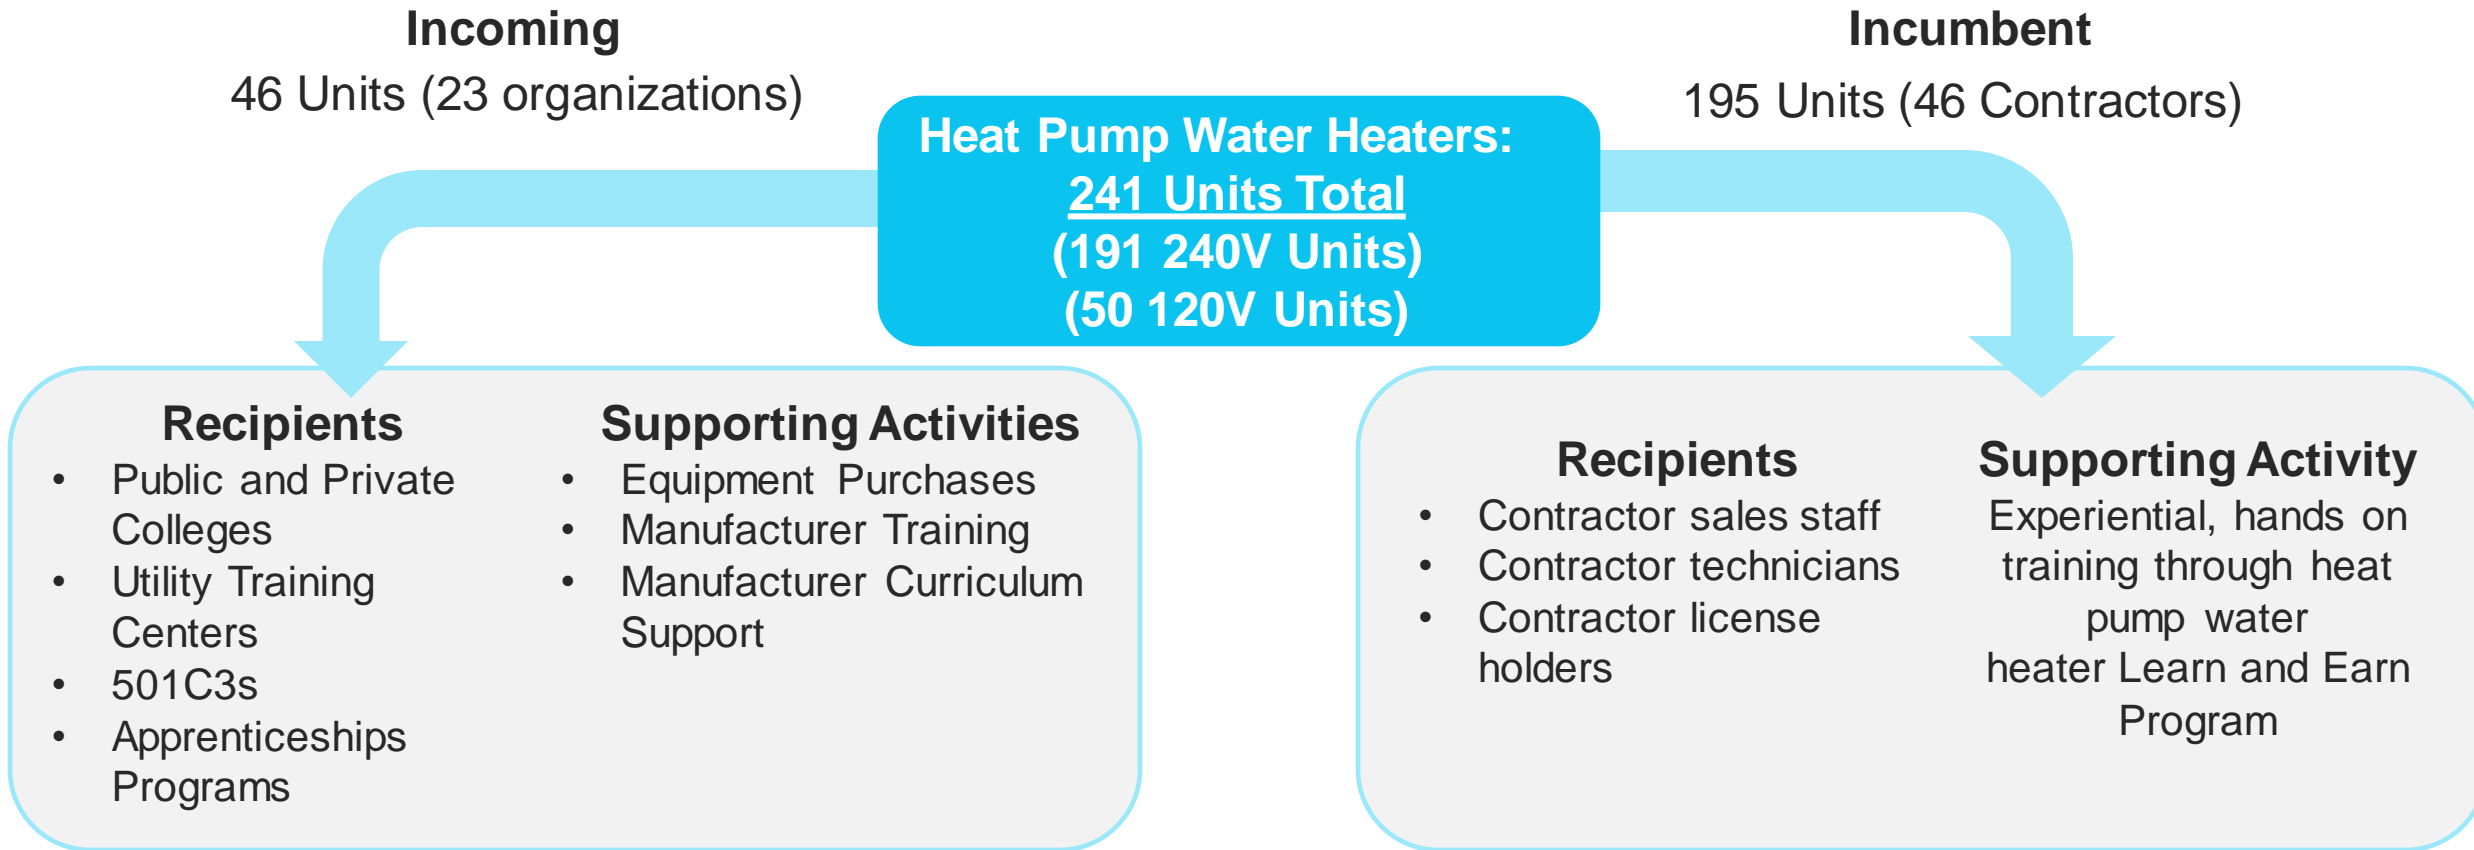 Incoming
46 Units (23 organizations)
Heat Pump Water Heaters:
241 Units Total
(191 240V Units)
(50 120V Units)
Incumbent
195 Units (46 Contractors)
Recipients
• Public and Private
Colleges
• Utility Training
Centers
• 501C3s
• Apprenticeships
Programs
Supporting Activities
• Equipment Purchases
• Manufacturer Training
• Manufacturer Curriculum
Support
Recipients
• Contractor sales staff
• Contractor technicians
• Contractor license
holders
Supporting Activity
Experiential, hands on
training through heat
pump water
heater Learn and Earn
Program